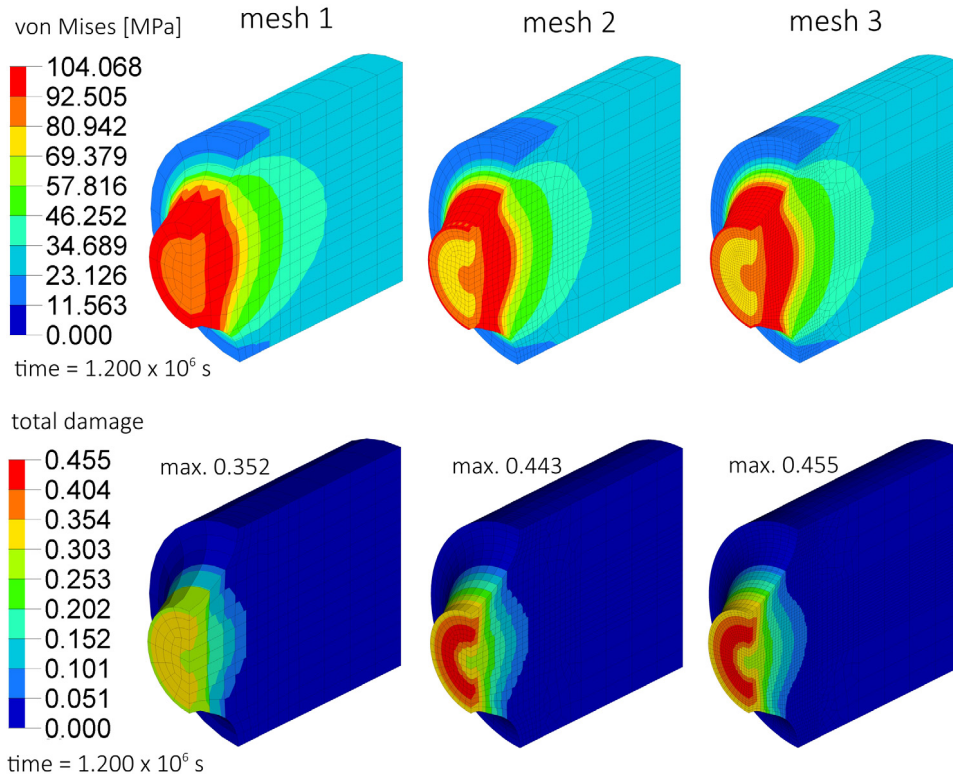 von Mises [MPa]
mesh 1
mesh 2
mesh 3
104.068
92.505
80.942
69.379
57.816
46.252
34.689
23.126
11.563
0.000
time = 1.200 x 10⁶ s
total damage
max. 0.352
max. 0.443
max. 0.455
0.455
0.404
0.354
0.303
0.253
0.202
0.152
0.101
0.051
0.000
time = 1.200 x 10⁶ s